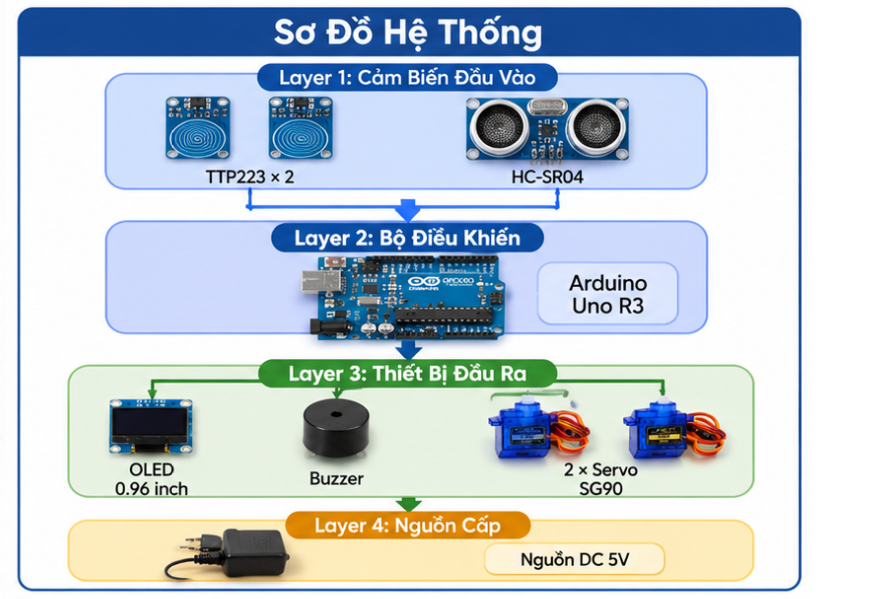 Sơ Đồ Hệ Thống
Layer 1: Cảm Biến Đầu Vào
TTP223 × 2
HC-SR04
Layer 2: Bộ Điều Khiến
Arduino
Uno R3
Layer 3: Thiết Bị Đầu Ra
OLED
0.96 inch
Buzzer
2 × Servo
SG90
Layer 4: Nguồn Cấp
Nguồn DC 5V